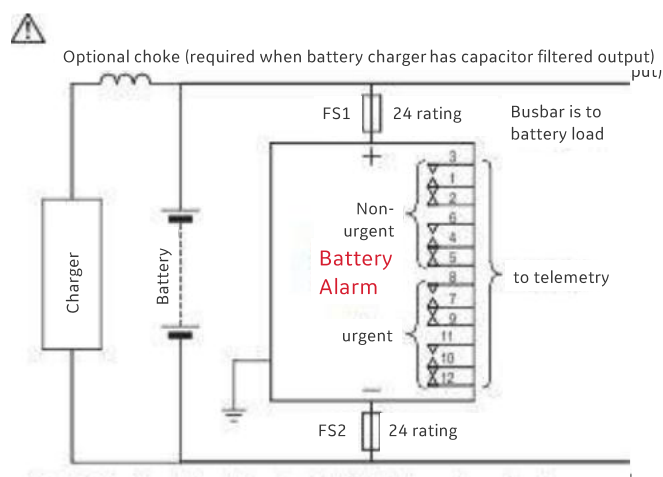 Optional choke (required when battery charger has capacitor filtered output)
put)
FS1
24 rating
Busbar is to
battery load
+
3
1
2
6
4
5
8
7
9
11
10
12
Non-
urgent
Battery
Alarm
urgent
to telemetry
Charger
Battery
FS2
24 rating